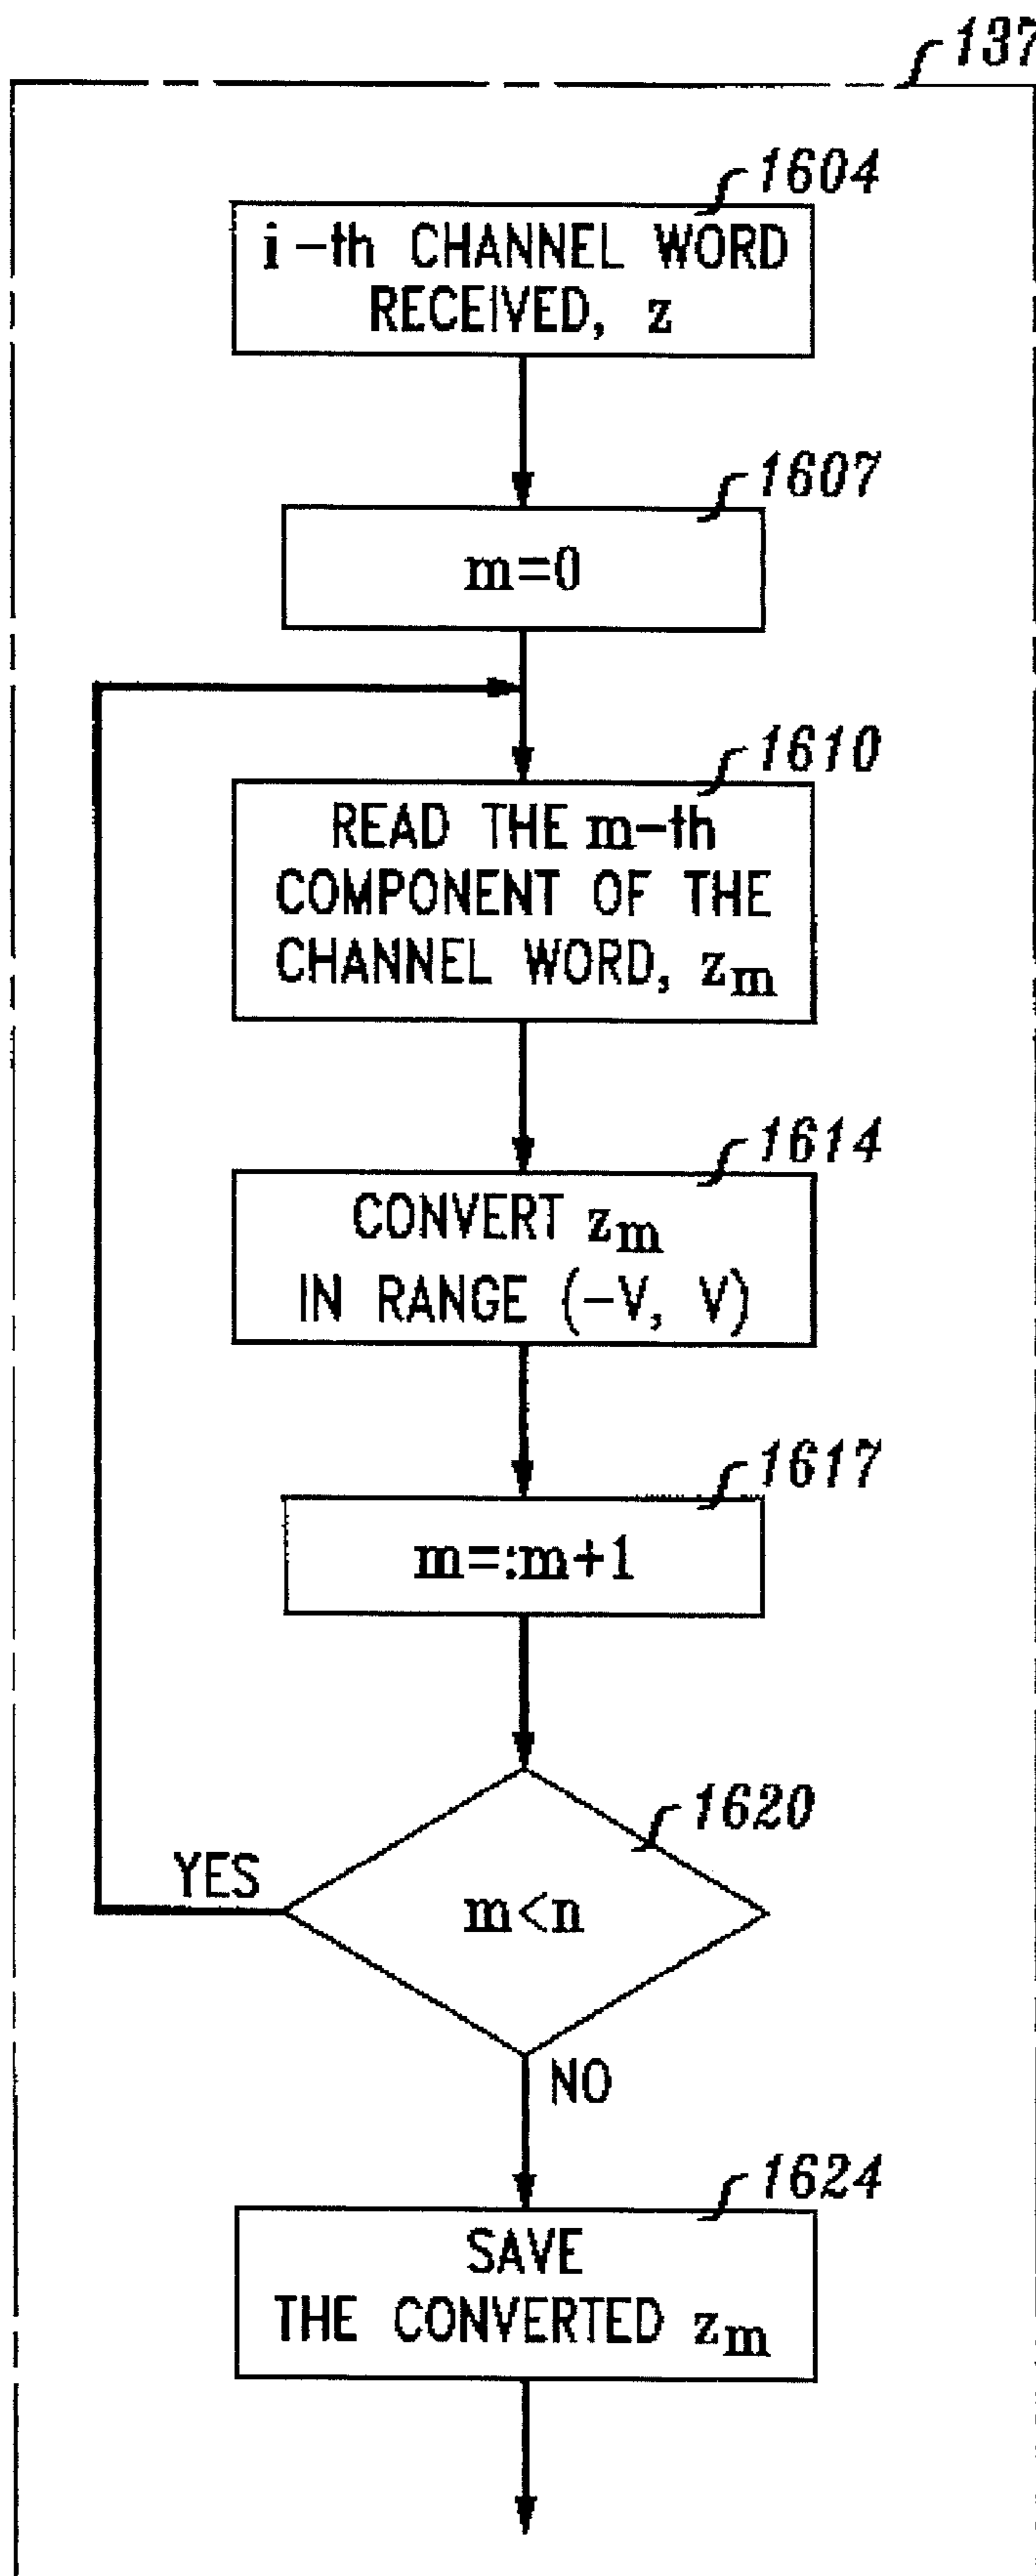 137
1604
i-th CHANNEL WORD
RECEIVED, z
1607
m=0
1610
READ THE m-th
COMPONENT OF THE
CHANNEL WORD, zm
1614
CONVERT zm
IN RANGE (-V, V)
1617
m=:m+1
1620
YES
m<n
NO
1624
SAVE
THE CONVERTED zm